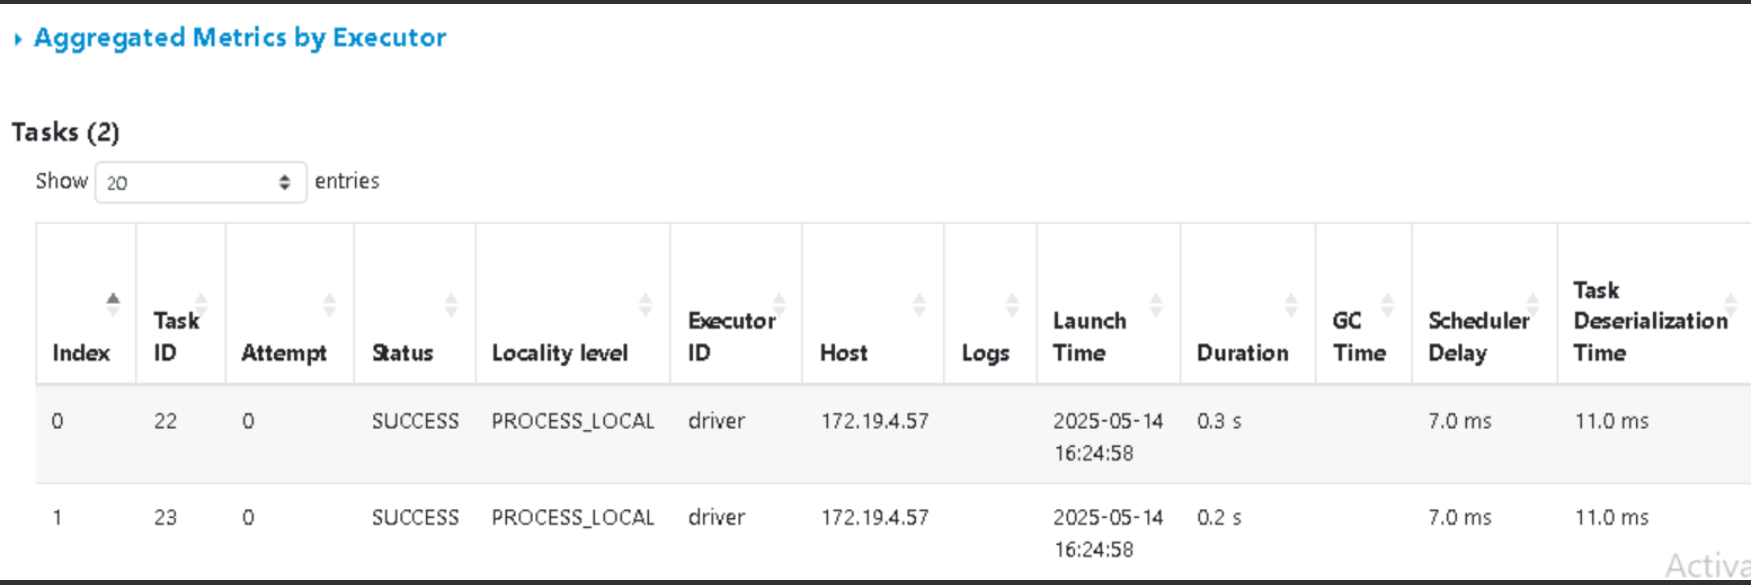 Aggregated Metrics by Executor
Tasks (2)
Show 20 entries
Index Task ID Attempt Status Locality level Executor ID Host Logs Launch Time Duration GC Time Scheduler Delay Task Deserialization Time
0 22 0 SUCCESS PROCESS_LOCAL driver 172.19.4.57 2025-05-14 16:24:58 0.3 s 7.0 ms 11.0 ms
1 23 0 SUCCESS PROCESS_LOCAL driver 172.19.4.57 2025-05-14 16:24:58 0.2 s 7.0 ms 11.0 ms
Activa